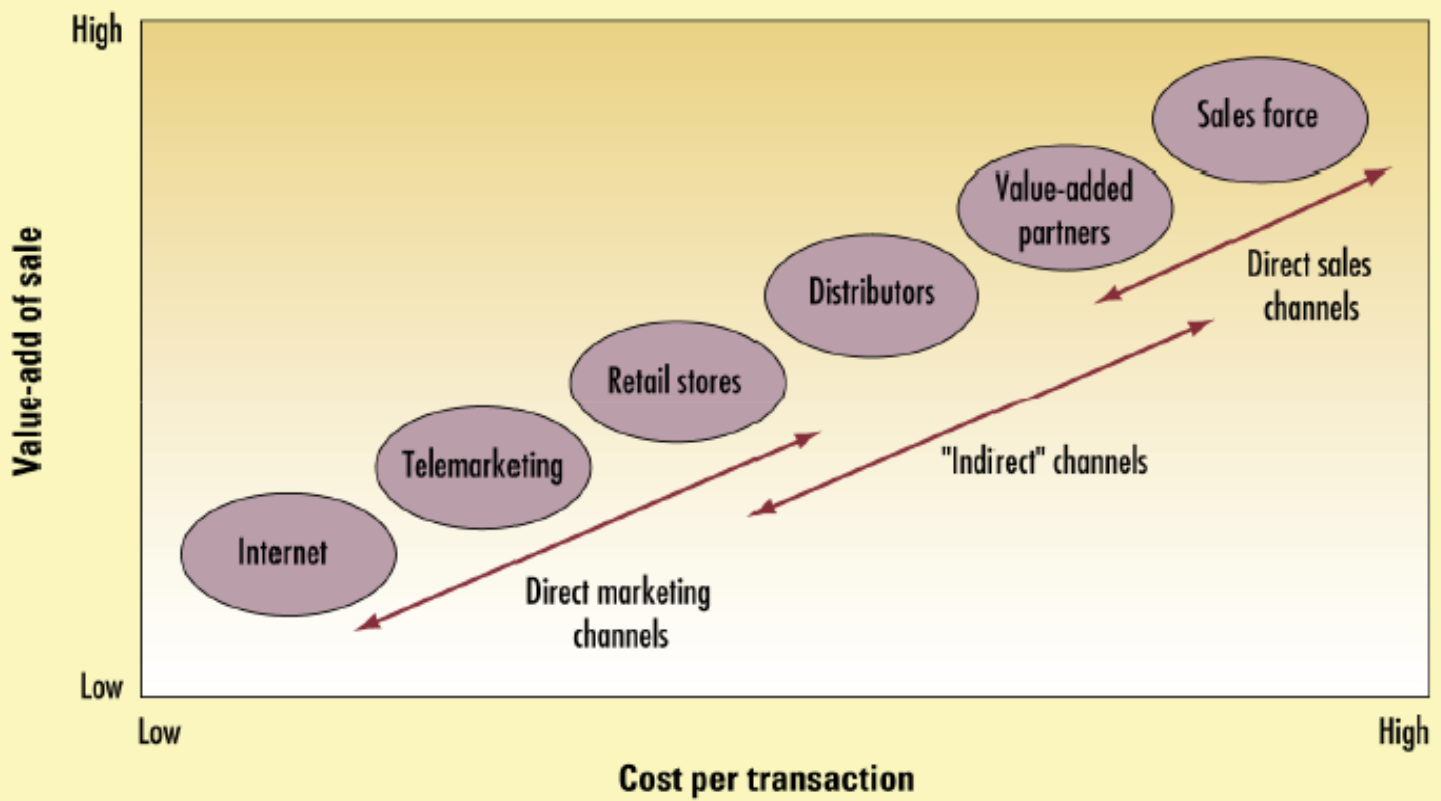 High
Sales force
Value-added
partners
Direct sales
channels
Distributors
Value-add of sale
Retail stores
"Indirect" channels
Telemarketing
Internet
Direct marketing
channels
Low
Low
High
Cost per transaction